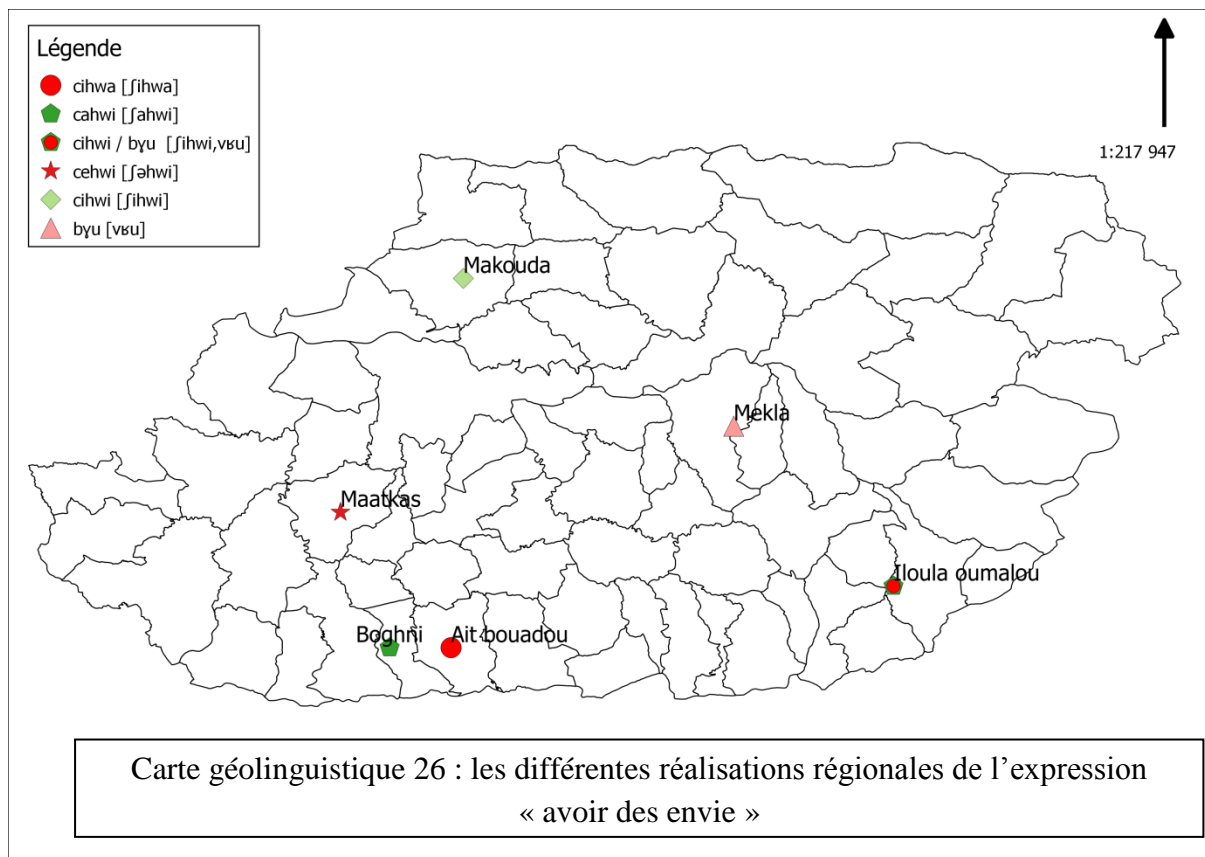 Légende
cihwa [ʃihwa]
cahwi [ʃahwi]
cihwi / bɣu [ʃihwi,vʁu]
cehwi [ʃəhwi]
cihwi [ʃihwi]
bɣu [vʁu]
1:217 947
Makouda
Mekla
Maatkas
Iloula oumalou
Boghni
Ait bouadou
Carte géolinguistique 26 : les différentes réalisations régionales de l’expression
« avoir des envie »